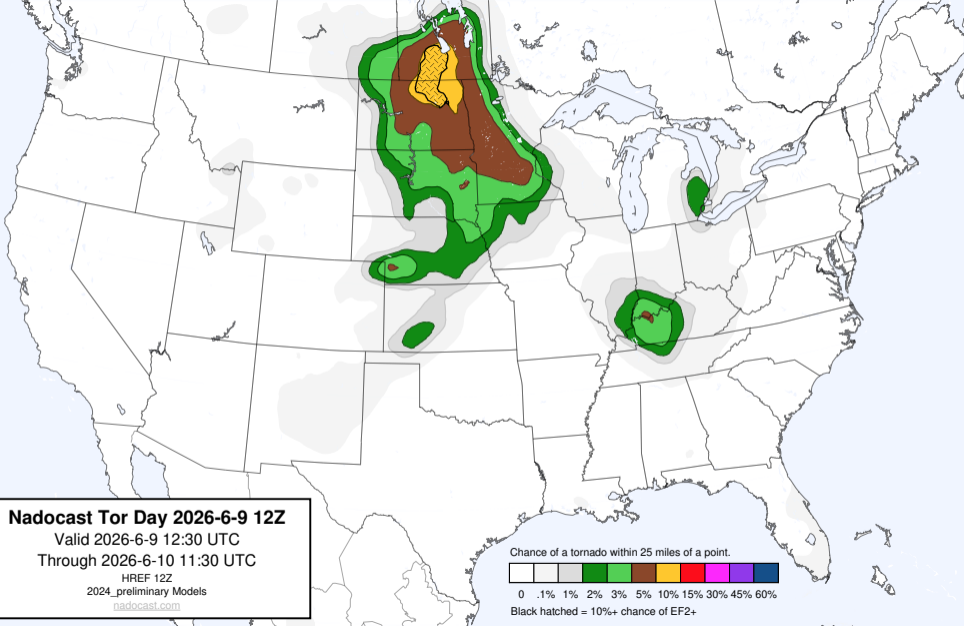 Nadocast Tor Day 2026-6-9 12Z
Valid 2026-6-9 12:30 UTC
Through 2026-6-10 11:30 UTC
HREF 12Z
2024_preliminary Models
nadocast.com
Chance of a tornado within 25 miles of a point.
0 .1% 1% 2% 3% 5% 10% 15% 30% 45% 60%
Black hatched = 10%+ chance of EF2+